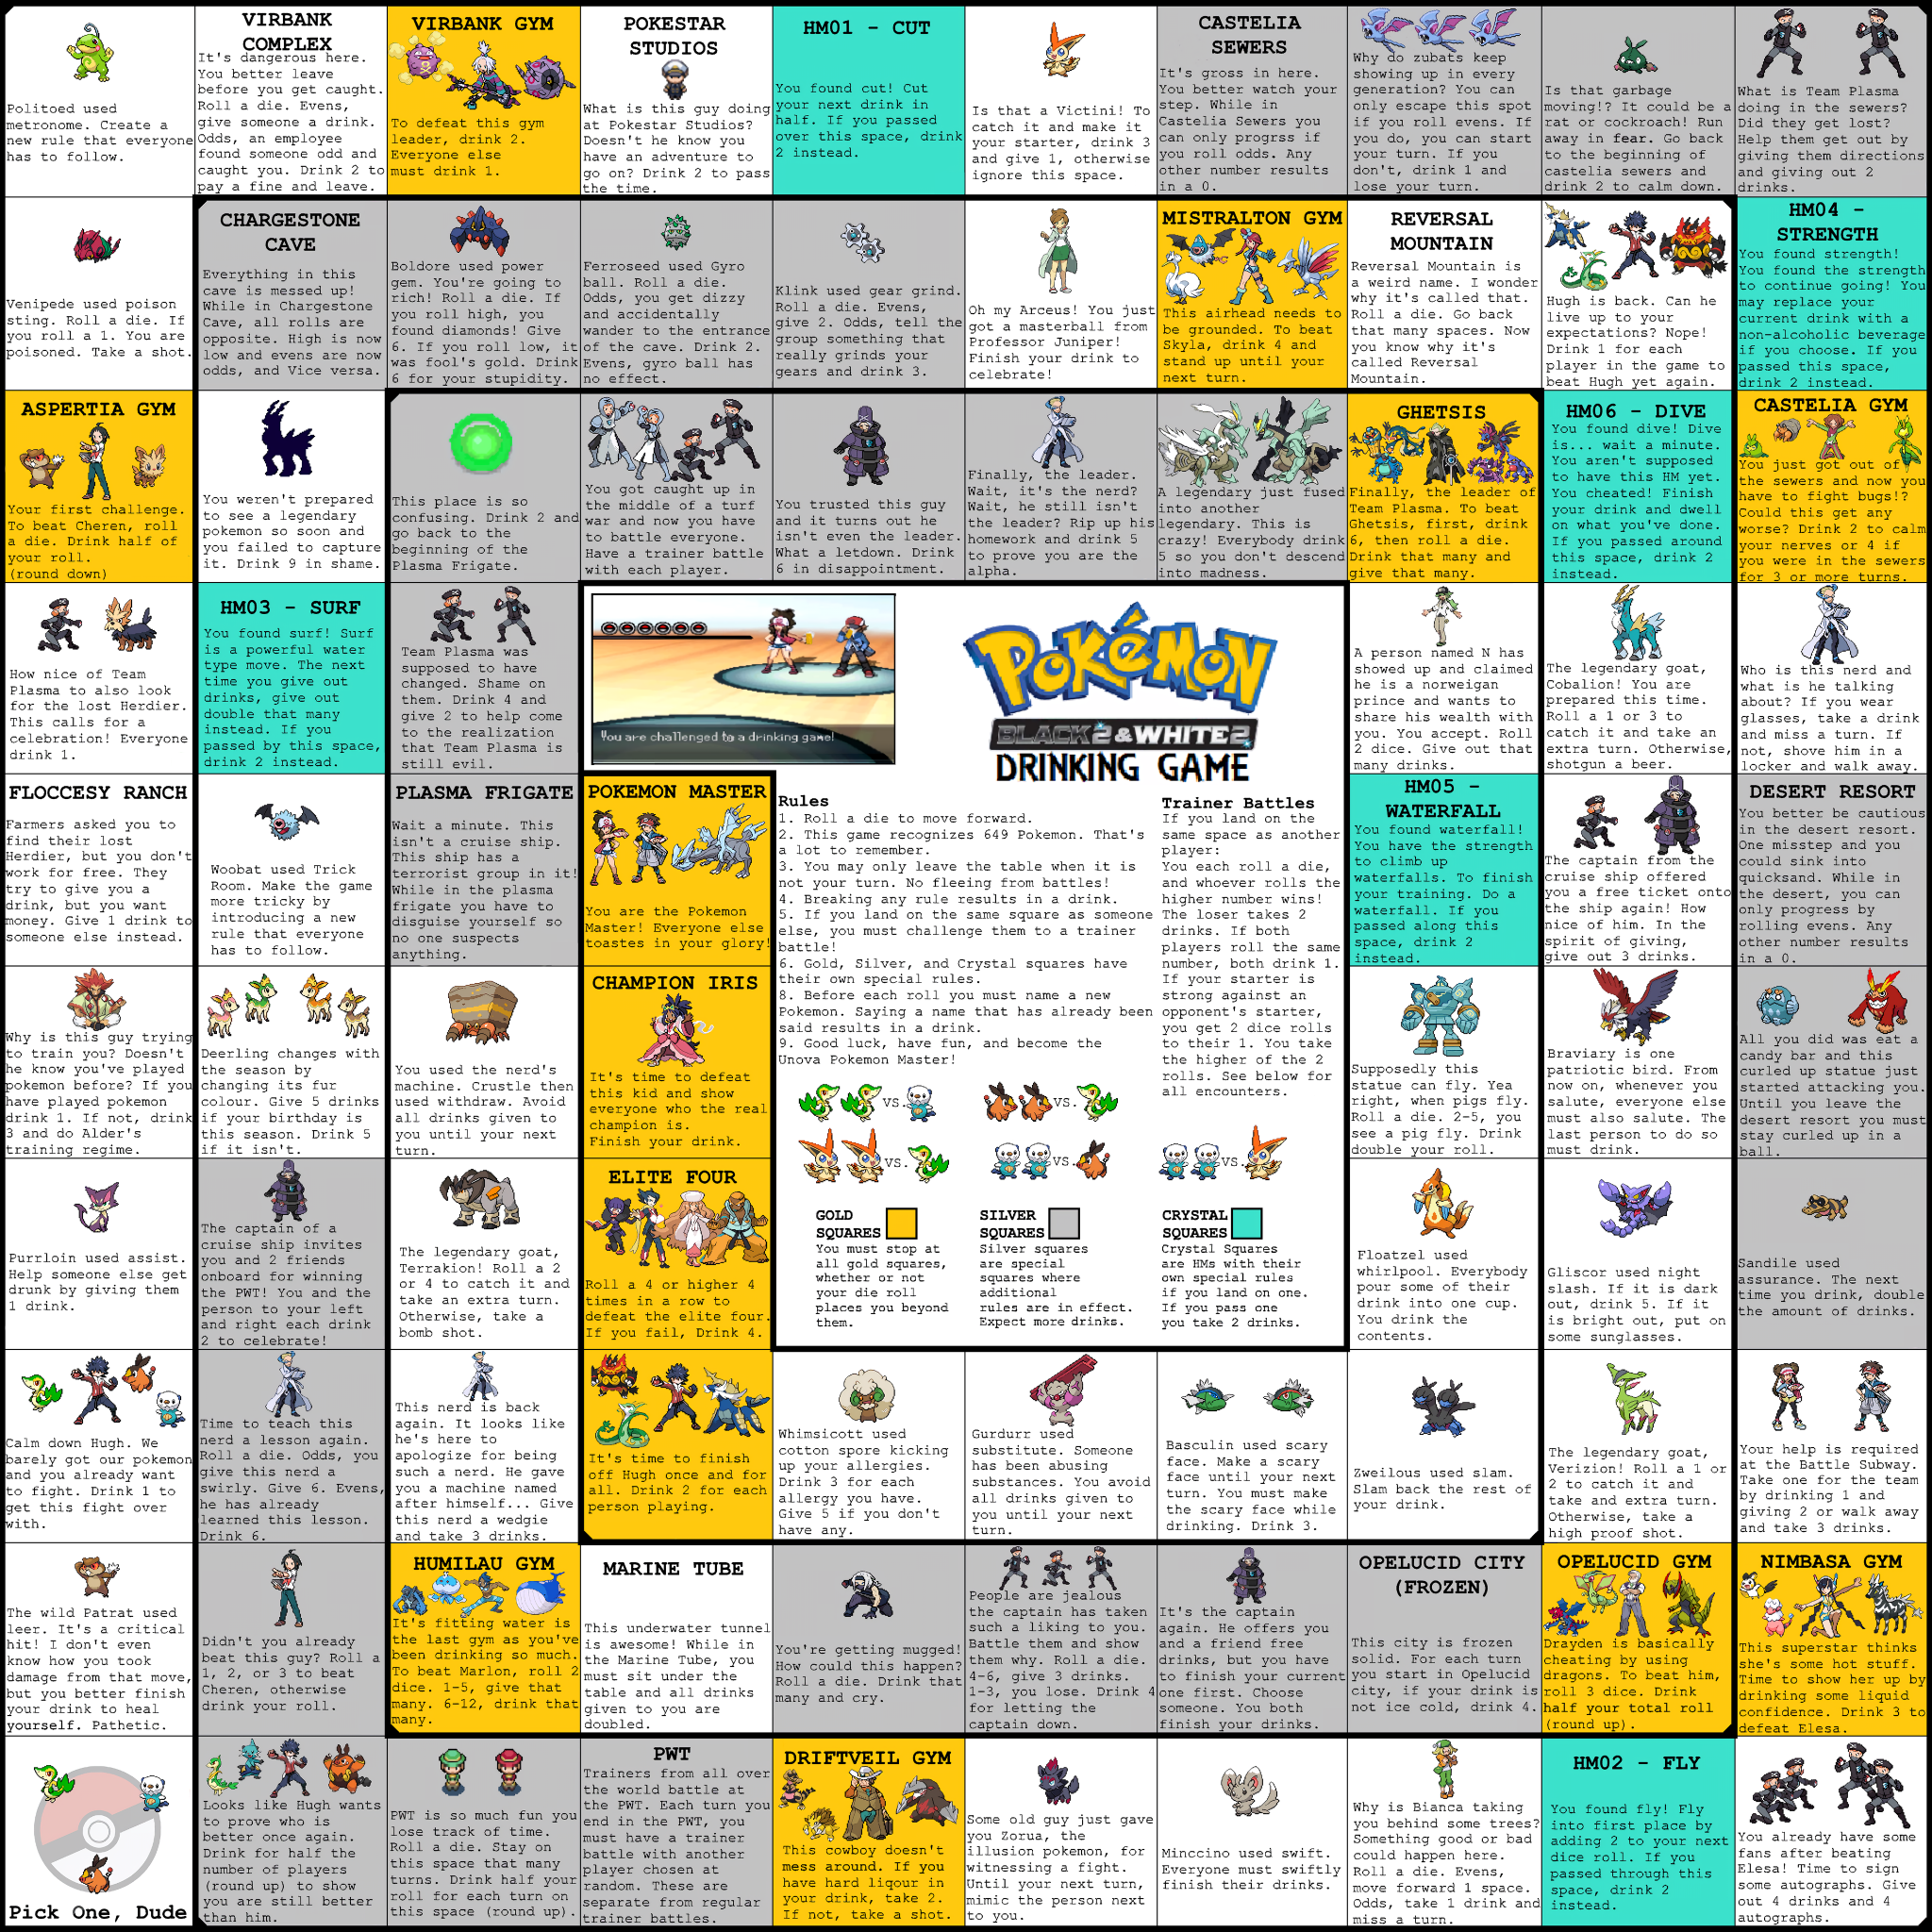 Politoed used
metronome. Create a
new rule that everyone
has to follow.
VIRBANK
COMPLEX
It's dangerous here.
You better leave
before you get caught.
Roll a die. Evens,
give someone a drink.
Odds, an employee
found someone odd and
caught you. Drink 2 to
pay a fine and leave.
VIRBANK GYM
To defeat this gym
leader, drink 2.
Everyone else
must drink 1.
POKESTAR
STUDIOS
What is this guy doing
at Pokestar Studios?
Doesn't he know you
have an adventure to
go on? Drink 2 to pass
the time.
HM01 - CUT
You found cut! Cut
your next drink in
half. If you passed
over this space, drink
2 instead.
Is that a Victini! To
catch it and make it
your starter, drink 3
and give 1, otherwise
ignore this space.
CASTELIA
SEWERS
It's gross in here.
You better watch your
step. While in
Castelia Sewers you
can only progrss if
you roll odds. Any
other number results
in a 0.
Why do zubats keep
showing up in every
generation? You can
only escape this spot
if you roll evens. If
you do, you can start
your turn. If you
don't, drink 1 and
lose your turn.
Is that garbage
moving!? It could be a
rat or cockroach! Run
away in fear. Go back
to the beginning of
castelia sewers and
drink 2 to calm down.
What is Team Plasma
doing in the sewers?
Did they get lost?
Help them get out by
giving them directions
and giving out 2
drinks.
Venipede used poison
sting. Roll a die. If
you roll a 1. You are
poisoned. Take a shot.
CHARGESTONE
CAVE
Everything in this
cave is messed up!
While in Chargestone
Cave, all rolls are
opposite. High is now
low and evens are now
odds, and Vice versa.
Boldore used power
gem. You're going to
rich! Roll a die. If
you roll high, you
found diamonds! Give
6. If you roll low, it
was fool's gold. Drink
6 for your stupidity.
Ferroseed used Gyro
ball. Roll a die.
Odds, you get dizzy
and accidentally
wander to the entrance
of the cave. Drink 2.
Evens, gyro ball has
no effect.
Klink used gear grind.
Roll a die. Evens,
give 2. Odds, tell the
group something that
really grinds your
gears and drink 3.
Oh my Arceus! You just
got a masterball from
Professor Juniper!
Finish your drink to
celebrate!
MISTRALTON GYM
This airhead needs to
be grounded. To beat
Skyla, drink 4 and
stand up until your
next turn.
REVERSAL
MOUNTAIN
Reversal Mountain is
a weird name. I wonder
why it's called that.
Roll a die. Go back
that many spaces. Now
you know why it's
called Reversal
Mountain.
Hugh is back. Can he
live up to your
expectations? Nope!
Drink 1 for each
player in the game to
beat Hugh yet again.
HM04 -
STRENGTH
You found strength!
You found the strength
to continue going! You
may replace your
current drink with a
non-alcoholic beverage
if you choose. If you
passed this space,
drink 2 instead.
ASPERTIA GYM
Your first challenge.
To beat Cheren, roll
a die. Drink half of
your roll.
(round down)
You weren't prepared
to see a legendary
pokemon so soon and
you failed to capture
it. Drink 9 in shame.
This place is so
confusing. Drink 2 and
go back to the
beginning of the
Plasma Frigate.
You got caught up in
the middle of a turf
war and now you have
to battle everyone.
Have a trainer battle
with each player.
You trusted this guy
and it turns out he
isn't even the leader.
What a letdown. Drink
6 in disappointment.
Finally, the leader.
Wait, it's the nerd?
Wait, he still isn't
the leader? Rip up his
homework and drink 5
to prove you are the
alpha.
A legendary just fused
into another
legendary. This is
crazy! Everybody drink
5 so you don't descend
into madness.
GHETSIS
Finally, the leader of
Team Plasma. To beat
Ghetsis, first, drink
6, then roll a die.
Drink that many and
give that many.
HM06 - DIVE
You found dive! Dive
is... wait a minute.
You aren't supposed
to have this HM yet.
You cheated! Finish
your drink and dwell
on what you've done.
If you passed around
this space, drink 2
instead.
CASTELIA GYM
You just got out of
the sewers and now you
have to fight bugs!?
Could this get any
worse? Drink 2 to calm
your nerves or 4 if
you were in the sewers
for 3 or more turns.
How nice of Team
Plasma to also look
for the lost Herdier.
This calls for a
celebration! Everyone
drink 1.
HM03 - SURF
You found surf! Surf
is a powerful water
type move. The next
time you give out
drinks, give out
double that many
instead. If you
passed by this space,
drink 2 instead.
Team Plasma was
supposed to have
changed. Shame on
them. Drink 4 and
give 2 to help come
to the realization
that Team Plasma is
still evil.
You are challenged to a drinking game!
POKéMON
BLACK 2 & WHITE 2
DRINKING GAME
A person named N has
showed up and claimed
he is a norweigan
prince and wants to
share his wealth with
you. You accept. Roll
2 dice. Give out that
many drinks.
The legendary goat,
Cobalion! You are
prepared this time.
Roll a 1 or 3 to
catch it and take an
extra turn. Otherwise,
shotgun a beer.
Who is this nerd and
what is he talking
about? If you wear
glasses, take a drink
and miss a turn. If
not, shove him in a
locker and walk away.
FLOCCESY RANCH
Farmers asked you to
find their lost
Herdier, but you don't
work for free. They
try to give you a
drink, but you want
money. Give 1 drink to
someone else instead.
Woobat used Trick
Room. Make the game
more tricky by
introducing a new
rule that everyone
has to follow.
PLASMA FRIGATE
Wait a minute. This
isn't a cruise ship.
This ship has a
terrorist group in it!
While in the plasma
frigate you have to
disguise yourself so
no one suspects
anything.
POKEMON MASTER
You are the Pokemon
Master! Everyone else
toastes in your glory!
Rules
1. Roll a die to move forward.
2. This game recognizes 649 Pokemon. That's
a lot to remember.
3. You may only leave the table when it is
not your turn. No fleeing from battles!
4. Breaking any rule results in a drink.
5. If you land on the same square as someone
else, you must challenge them to a trainer
battle!
6. Gold, Silver, and Crystal squares have
their own special rules.
8. Before each roll you must name a new
Pokemon. Saying a name that has already been
said results in a drink.
9. Good luck, have fun, and become the
Unova Pokemon Master!
Trainer Battles
If you land on the
same space as another
player:
You each roll a die,
and whoever rolls the
higher number wins!
The loser takes 2
drinks. If both
players roll the same
number, both drink 1.
If your starter is
strong against an
opponent's starter,
you get 2 dice rolls
to their 1. You take
the higher of the 2
rolls. See below for
all encounters.
HM05 -
WATERFALL
You found waterfall!
You have the strength
to climb up
waterfalls. To finish
your training. Do a
waterfall. If you
passed along this
space, drink 2
instead.
The captain from the
cruise ship offered
you a free ticket onto
the ship again! How
nice of him. In the
spirit of giving,
give out 3 drinks.
DESERT RESORT
You better be cautious
in the desert resort.
One misstep and you
could sink into
quicksand. While in
the desert, you can
only progress by
rolling evens. Any
other number results
in a 0.
Why is this guy trying
to train you? Doesn't
he know you've played
pokemon before? If you
have played pokemon
drink 1. If not, drink
3 and do Alder's
training regime.
Deerling changes with
the season by
changing its fur
colour. Give 5 drinks
if your birthday is
this season. Drink 5
if it isn't.
You used the nerd's
machine. Crustle then
used withdraw. Avoid
all drinks given to
you until your next
turn.
CHAMPION IRIS
It's time to defeat
this kid and show
everyone who the real
champion is.
Finish your drink.
VS.
VS.
VS.
VS.
VS.
Supposedly this
statue can fly. Yea
right, when pigs fly.
Roll a die. 2-5, you
see a pig fly. Drink
double your roll.
Braviary is one
patriotic bird. From
now on, whenever you
salute, everyone else
must also salute. The
last person to do so
must drink.
All you did was eat a
candy bar and this
curled up statue just
started attacking you.
Until you leave the
desert resort you must
stay curled up in a
ball.
Purrloin used assist.
Help someone else get
drunk by giving them
1 drink.
The captain of a
cruise ship invites
you and 2 friends
onboard for winning
the PWT! You and the
person to your left
and right each drink
2 to celebrate!
The legendary goat,
Terrakion! Roll a 2
or 4 to catch it and
take an extra turn.
Otherwise, take a
bomb shot.
ELITE FOUR
Roll a 4 or higher 4
times in a row to
defeat the elite four.
If you fail, Drink 4.
GOLD
SQUARES
You must stop at
all gold squares,
whether or not
your die roll
places you beyond
them.
SILVER
SQUARES
Silver squares
are special
squares where
additional
rules are in effect.
Expect more drinks.
CRYSTAL
SQUARES
Crystal Squares
are HMs with their
own special rules
if you land on one.
If you pass one
you take 2 drinks.
Floatzel used
whirlpool. Everybody
pour some of their
drink into one cup.
You drink the
contents.
Gliscor used night
slash. If it is dark
out, drink 5. If it
is bright out, put on
some sunglasses.
Sandile used
assurance. The next
time you drink, double
the amount of drinks.
Calm down Hugh. We
barely got our pokemon
and you already want
to fight. Drink 1 to
get this fight over
with.
Time to teach this
nerd a lesson again.
Roll a die. Odds, you
give this nerd a
swirly. Give 6. Evens,
he has already
learned this lesson.
Drink 6.
This nerd is back
again. It looks like
he's here to
apologize for being
such a nerd. He gave
you a machine named
after himself... Give
this nerd a wedgie
and take 3 drinks.
It's time to finish
off Hugh once and for
all. Drink 2 for each
person playing.
Whimsicott used
cotton spore kicking
up your allergies.
Drink 3 for each
allergy you have.
Give 5 if you don't
have any.
Gurdurr used
substitute. Someone
has been abusing
substances. You avoid
all drinks given to
you until your next
turn.
Basculin used scary
face. Make a scary
face until your next
turn. You must make
the scary face while
drinking. Drink 3.
Zweilous used slam.
Slam back the rest of
your drink.
The legendary goat,
Verizion! Roll a 1 or
2 to catch it and
take and extra turn.
Otherwise, take a
high proof shot.
Your help is required
at the Battle Subway.
Take one for the team
by drinking 1 and
giving 2 or walk away
and take 3 drinks.
The wild Patrat used
leer. It's a critical
hit! I don't even
know how you took
damage from that move,
but you better finish
your drink to heal
yourself. Pathetic.
Didn't you already
beat this guy? Roll a
1, 2, or 3 to beat
Cheren, otherwise
drink your roll.
HUMILAU GYM
It's fitting water is
the last gym as you've
been drinking so much.
To beat Marlon, roll 2
dice. 1-5, give that
many. 6-12, drink that
many.
MARINE TUBE
This underwater tunnel
is awesome! While in
the Marine Tube, you
must sit under the
table and all drinks
given to you are
doubled.
You're getting mugged!
How could this happen?
Roll a die. Drink that
many and cry.
People are jealous
the captain has taken
such a liking to you.
Battle them and show
them why. Roll a die.
4-6, give 3 drinks.
1-3, you lose. Drink 4
for letting the
captain down.
It's the captain
again. He offers you
and a friend free
drinks, but you have
to finish your current
one first. Choose
someone. You both
finish your drinks.
OPELUCID CITY
(FROZEN)
This city is frozen
solid. For each turn
you start in Opelucid
city, if your drink is
not ice cold, drink 4.
OPELUCID GYM
Drayden is basically
cheating by using
dragons. To beat him,
roll 3 dice. Drink
half your total roll
(round up).
NIMBASA GYM
This superstar thinks
she's some hot stuff.
Time to show her up by
drinking some liquid
confidence. Drink 3 to
defeat Elesa.
Pick One, Dude
Looks like Hugh wants
to prove who is
better once again.
Drink for half the
number of players
(round up) to show
you are still better
than him.
PWT is so much fun you
lose track of time.
Roll a die. Stay on
this space that many
turns. Drink half your
roll for each turn on
this space (round up).
PWT
Trainers from all over
the world battle at
the PWT. Each turn you
end in the PWT, you
must have a trainer
battle with another
player chosen at
random. These are
separate from regular
trainer battles.
DRIFTVEIL GYM
This cowboy doesn't
mess around. If you
have hard liqour in
your drink, take 2.
If not, take a shot.
Some old guy just gave
you Zorua, the
illusion pokemon, for
witnessing a fight.
Until your next turn,
mimic the person next
to you.
Minccino used swift.
Everyone must swiftly
finish their drinks.
Why is Bianca taking
you behind some trees?
Something good or bad
could happen here.
Roll a die. Evens,
move forward 1 space.
Odds, take 1 drink and
miss a turn.
HM02 - FLY
You found fly! Fly
into first place by
adding 2 to your next
dice roll. If you
passed through this
space, drink 2
instead.
You already have some
fans after beating
Elesa! Time to sign
some autographs. Give
out 4 drinks and 4
autographs.